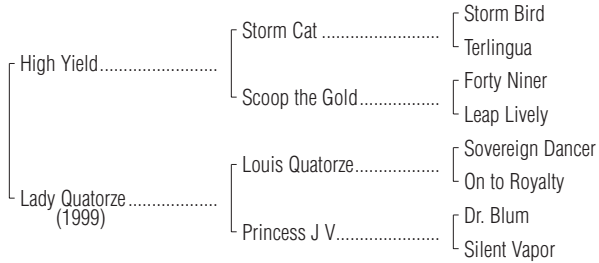 Storm Bird
Storm Cat ......................
Terlingua
High Yield......................
Forty Niner
Scoop the Gold................
Leap Lively
Sovereign Dancer
Louis Quatorze................
On to Royalty
Lady Quatorze.................
(1999)
Dr. Blum
Princess J V....................
Silent Vapor